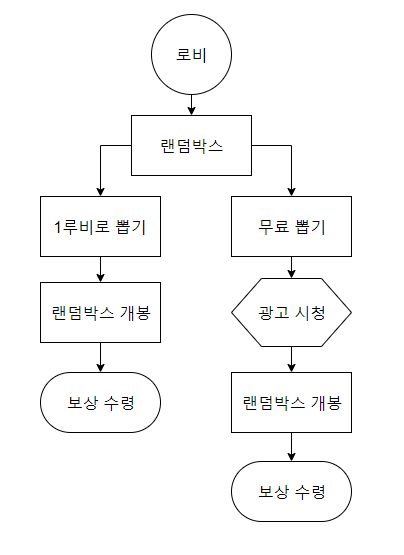 로비
랜덤박스
1루비로 뽑기
무료 뽑기
랜덤박스 개봉
광고 시청
보상 수령
랜덤박스 개봉
보상 수령